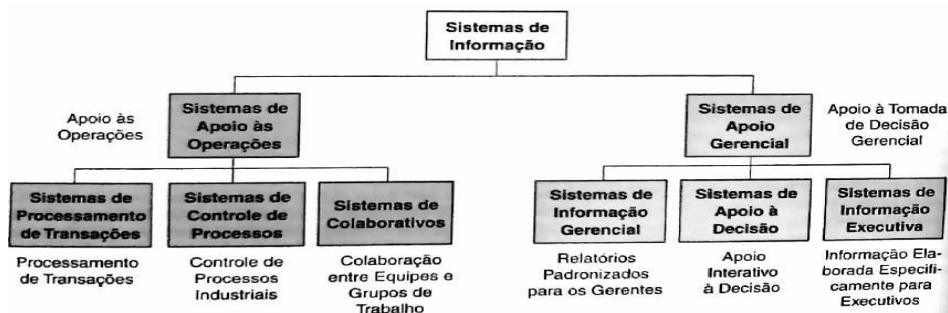 Sistemas de
Informação
Apoio às
Operações
Sistemas de
Apoio às
Operações
Sistemas de
Apoio
Gerencial
Apoio à Tomada
de Decisão
Gerencial
Sistemas de
Processamento
de Transações
Sistemas de
Controle de
Processos
Sistemas de
Colaborativos
Sistemas de
Informação
Gerencial
Sistemas de
Apoio à
Decisão
Sistemas de
Informação
Executiva
Processamento
de Transações
Controle de
Processos
Industriais
Colaboração
entre Equipes e
Grupos de
Trabalho
Relatórios
Padronizados
para os Gerentes
Apoio
Interativo
à Decisão
Informação Ela-
borada Especifi-
camente para
Executivos